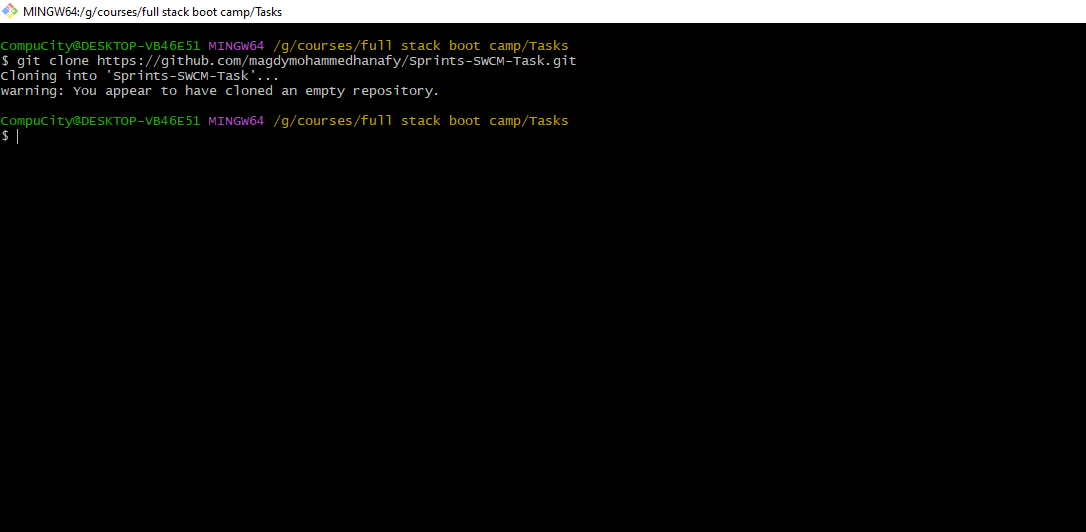 MINGW64:/g/courses/full stack boot camp/Tasks
CompuCity@DESKTOP-VB46E51 MINGW64 /g/courses/full stack boot camp/Tasks
$ git clone https://github.com/magdymohammedhanafy/Sprints-SWCM-Task.git
Cloning into 'Sprints-SWCM-Task'...
warning: You appear to have cloned an empty repository.
CompuCity@DESKTOP-VB46E51 MINGW64 /g/courses/full stack boot camp/Tasks
$